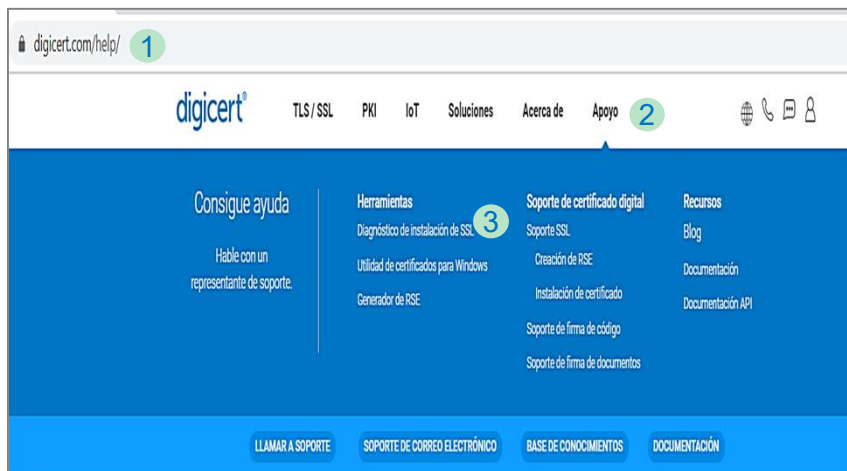 digicert.com/help/ 1
digicert® TLS / SSL PKI IoT Soluciones Acerca de Apoyo 2
Consigue ayuda
Hable con un
representante de soporte.
Herramientas
Diagnóstico de instalación de SSL 3
Utilidad de certificados para Windows
Generador de RSE
Soporte de certificado digital
Soporte SSL
Creación de RSE
Instalación de certificado
Soporte de firma de código
Soporte de firma de documentos
Recursos
Blog
Documentación
Documentación API
LLAMAR A SOPORTE SOPORTE DE CORREO ELECTRÓNICO BASE DE CONOCIMIENTOS DOCUMENTACIÓN